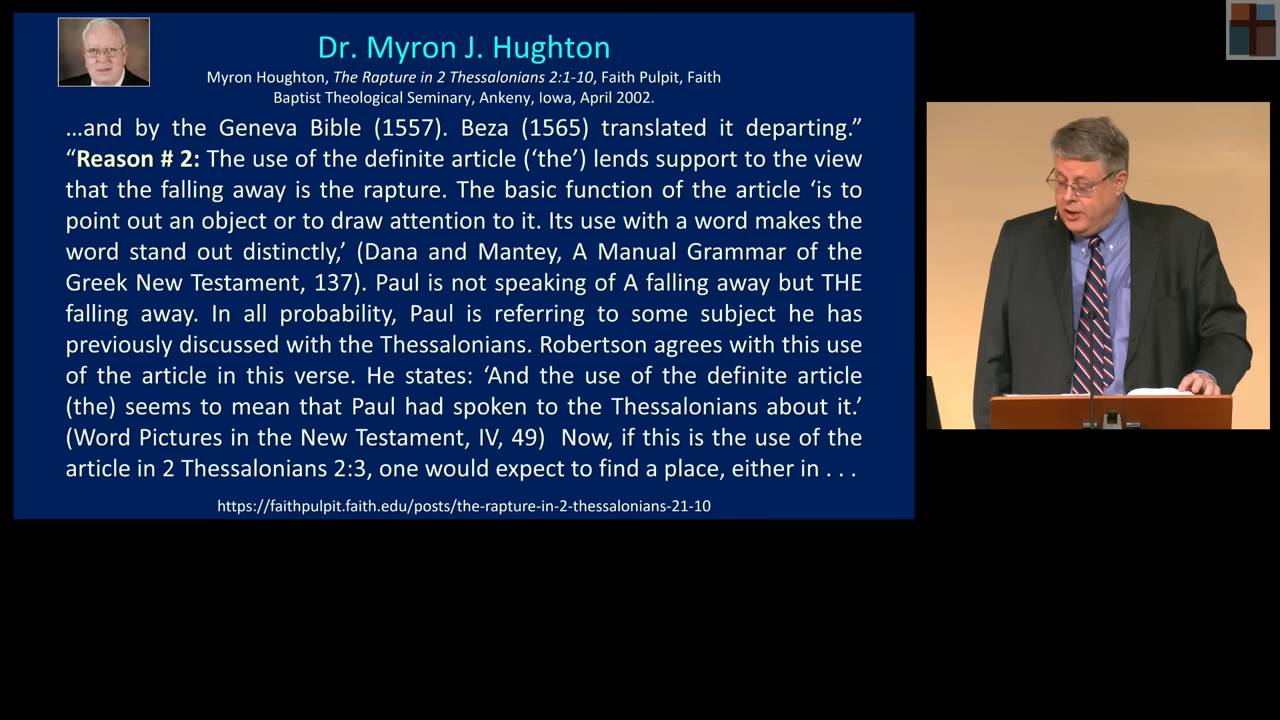 Dr. Myron J. Hughton
Myron Houghton, The Rapture in 2 Thessalonians 2:1-10, Faith Pulpit, Faith
Baptist Theological Seminary, Ankeny, Iowa, April 2002.
…and by the Geneva Bible (1557). Beza (1565) translated it departing.”
“Reason # 2: The use of the definite article (‘the’) lends support to the view
that the falling away is the rapture. The basic function of the article ‘is to
point out an object or to draw attention to it. Its use with a word makes the
word stand out distinctly,’ (Dana and Mantey, A Manual Grammar of the
Greek New Testament, 137). Paul is not speaking of A falling away but THE
falling away. In all probability, Paul is referring to some subject he has
previously discussed with the Thessalonians. Robertson agrees with this use
of the article in this verse. He states: ‘And the use of the definite article
(the) seems to mean that Paul had spoken to the Thessalonians about it.’
(Word Pictures in the New Testament, IV, 49)  Now, if this is the use of the
article in 2 Thessalonians 2:3, one would expect to find a place, either in . . .
https://faithpulpit.faith.edu/posts/the-rapture-in-2-thessalonians-21-10